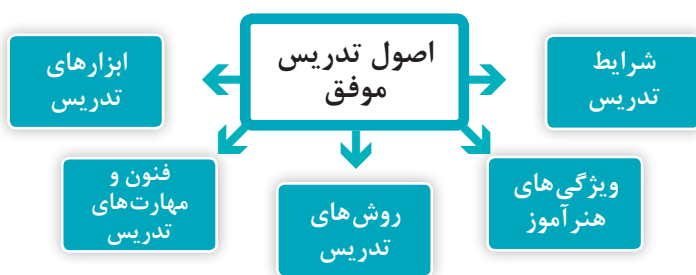 اصول تدریس
موفق
شرایط
تدریس
ویژگی‌های
هنرآموز
روش‌های
تدریس
فنون و
مهارت‌های
تدریس
ابزارهای
تدریس